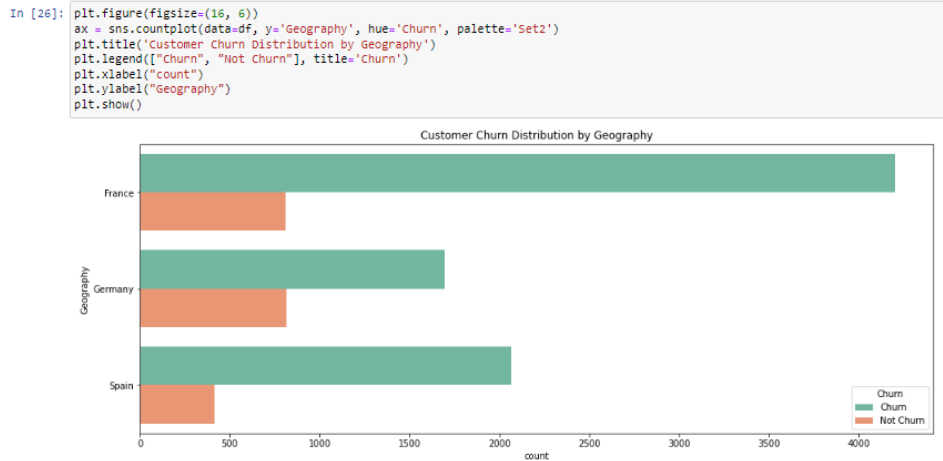 In [26]: plt.figure(figsize=(16, 6))
ax = sns.countplot(data=df, y='Geography', hue='Churn', palette='Set2')
plt.title('Customer Churn Distribution by Geography')
plt.legend(["Churn", "Not Churn"], title='Churn')
plt.xlabel("count")
plt.ylabel("Geography")
plt.show()
Customer Churn Distribution by Geography
Geography
France
Germany
Spain
Churn
Churn
Not Churn
0 500 1000 1500 2000 2500 3000 3500 4000
count